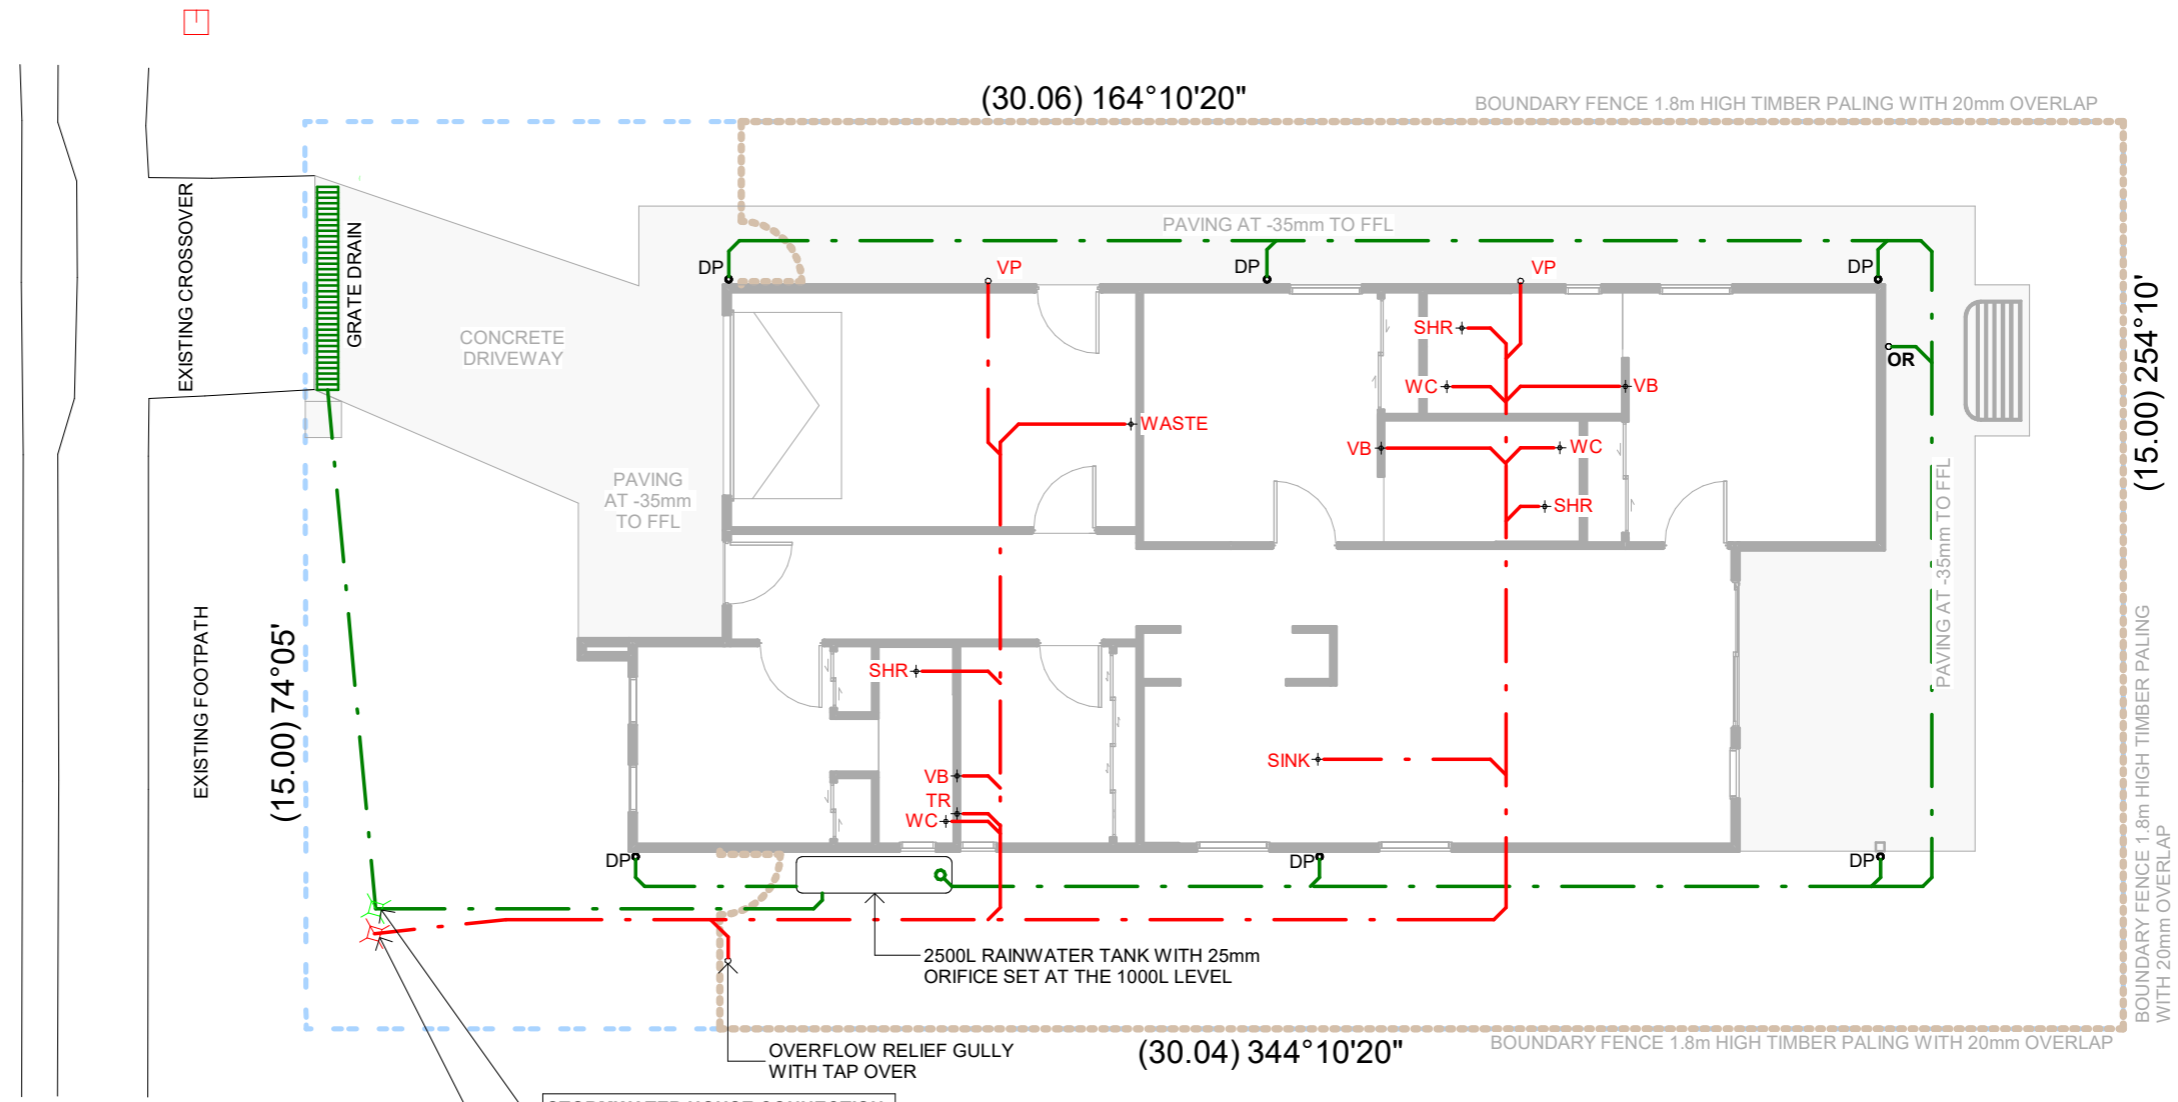 (30.06) 164°10'20"
BOUNDARY FENCE 1.8m HIGH TIMBER PALING WITH 20mm OVERLAP
EXISTING CROSSOVER
GRATE DRAIN
PAVING AT -35mm TO FFL
DP
VP
DP
VP
DP
CONCRETE
DRIVEWAY
SHR
OR
WC
VB
WASTE
VB
WC
SHR
PAVING
AT -35mm
TO FFL
(15.00) 254°10'
PAVING AT -35mm TO FFL
EXISTING FOOTPATH
(15.00) 74°05'
SHR
SINK
VB
TR
WC
DP
DP
DP
BOUNDARY FENCE 1.8m HIGH TIMBER PALING
WITH 20mm OVERLAP
2500L RAINWATER TANK WITH 25mm
ORIFICE SET AT THE 1000L LEVEL
OVERFLOW RELIEF GULLY
WITH TAP OVER
(30.04) 344°10'20"
BOUNDARY FENCE 1.8m HIGH TIMBER PALING WITH 20mm OVERLAP